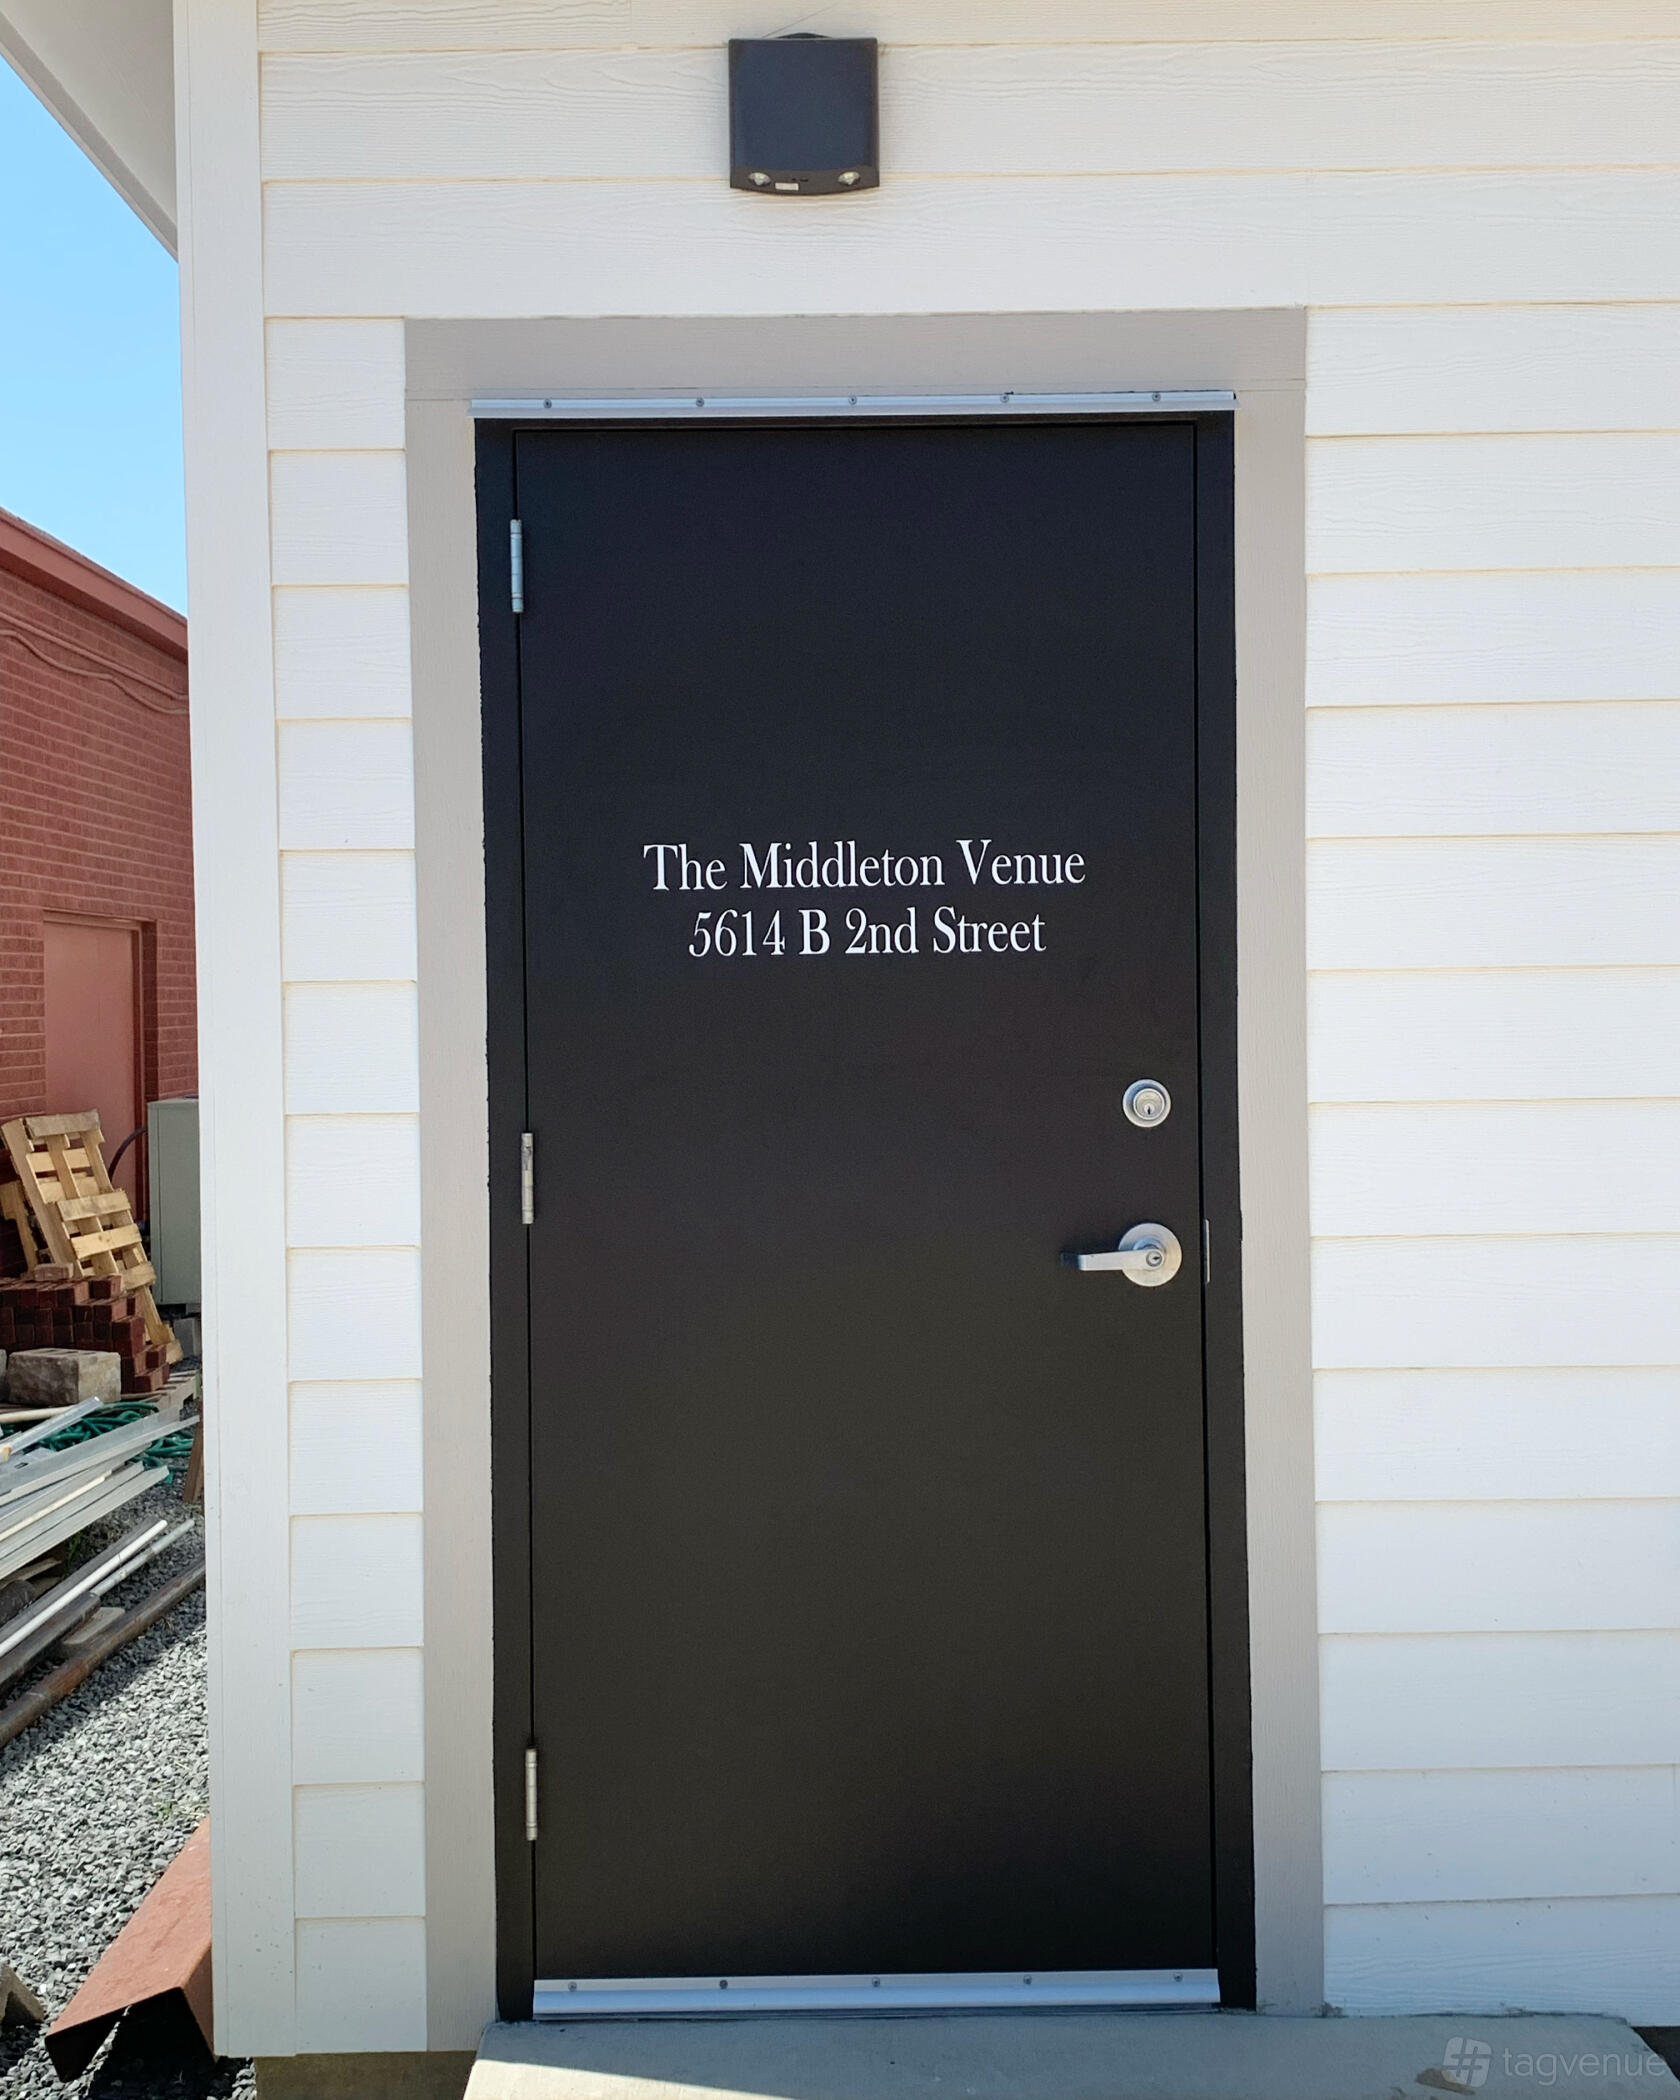 The Middleton Venue
5614 B 2nd Street
tagvenue